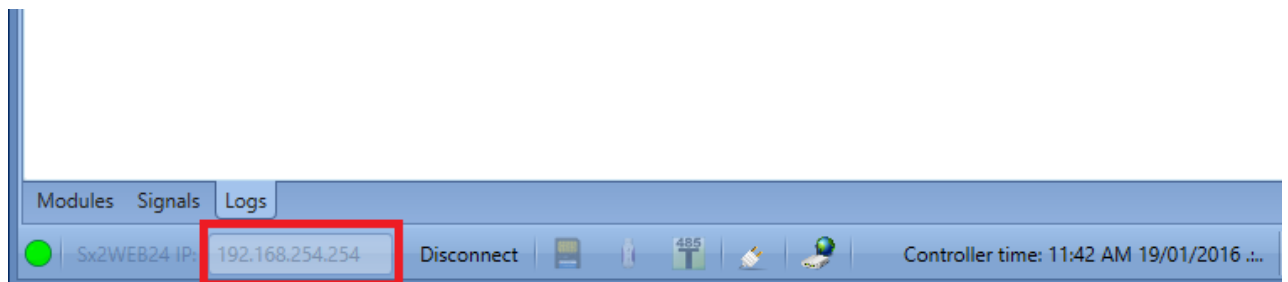 Modules Signals Logs
Sx2WEB24 IP: 192.168.254.254 Disconnect 485 T Controller time: 11:42 AM 19/01/2016 .:..